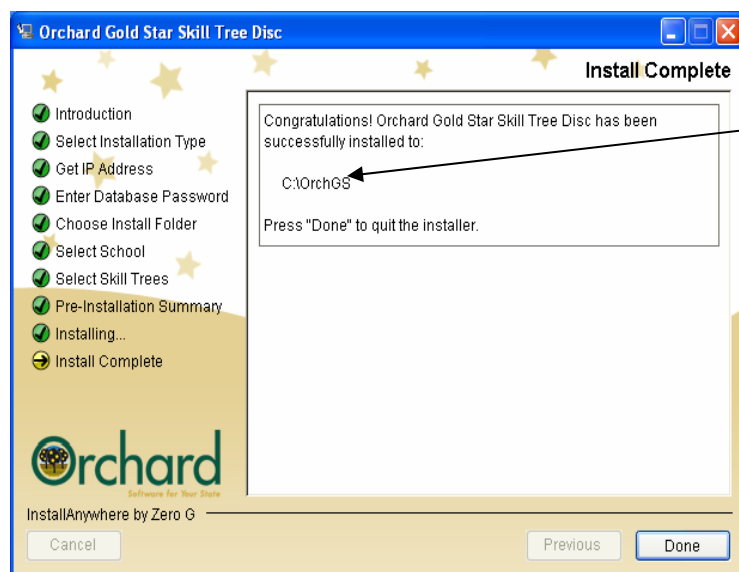 Orchard Gold Star Skill Tree Disc
Install Complete
Introduction
Select Installation Type
Get IP Address
Enter Database Password
Choose Install Folder
Select School
Select Skill Trees
Pre-Installation Summary
Installing...
Install Complete
Congratulations! Orchard Gold Star Skill Tree Disc has been
successfully installed to:
C:\OrchGS
Press "Done" to quit the installer.
Orchard
Software for Your State
InstallAnywhere by Zero G
Cancel
Previous
Done